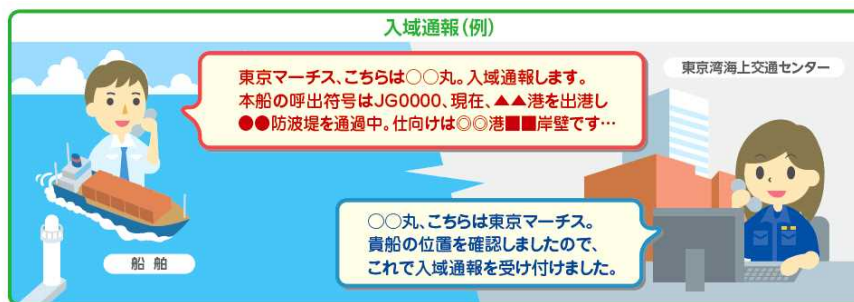 入域通報(例)
東京マーチス、こちらは○○丸。入域通報します。
本船の呼出符号はJG0000、現在、▲▲港を出港し
●●防波堤を通過中。仕向けは◎◎港■■岸壁です…
東京湾海上交通センター
○○丸、こちらは東京マーチス。
貴船の位置を確認しましたので、
これで入域通報を受け付けました。
船舶